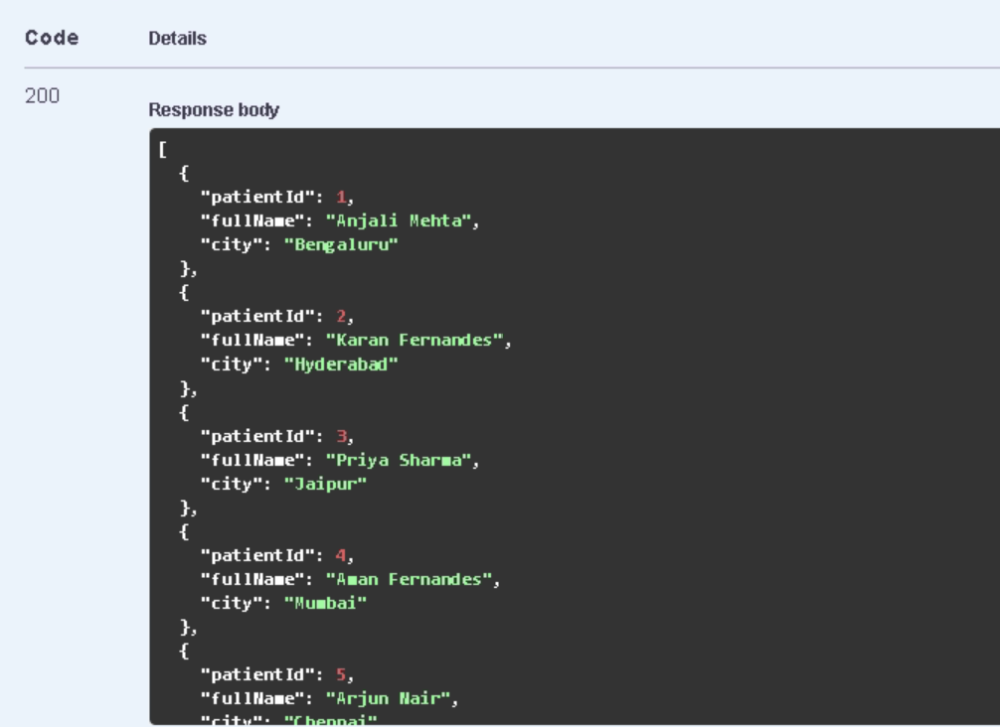 Code Details
200
Response body
[
{
"patientId": 1,
"fullName": "Anjali Mehta",
"city": "Bengaluru"
},
{
"patientId": 2,
"fullName": "Karan Fernandes",
"city": "Hyderabad"
},
{
"patientId": 3,
"fullName": "Priya Sharma",
"city": "Jaipur"
},
{
"patientId": 4,
"fullName": "Aman Fernandes",
"city": "Mumbai"
},
{
"patientId": 5,
"fullName": "Arjun Nair",
"city": "Chennai"